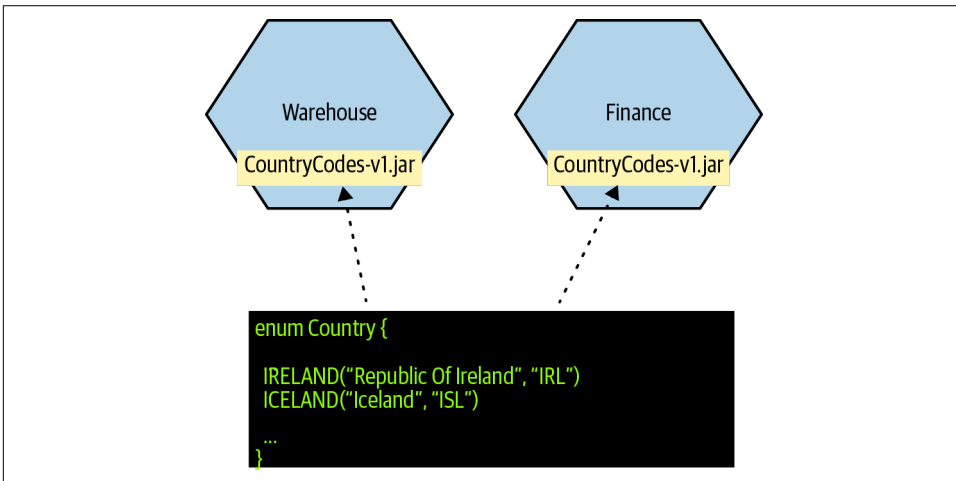 Warehouse
Finance
CountryCodes-v1.jar
CountryCodes-v1.jar
enum Country {
IRELAND(“Republic Of Ireland”, “IRL”)
ICELAND(“Iceland”, “ISL”)
...
}